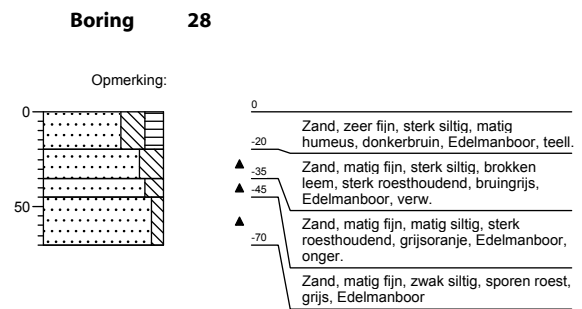 Boring 28
Opmerking:
0
50
0
Zand, zeer fijn, sterk siltig, matig
humeus, donkerbruin, Edelmanboor, teell.
-20
Zand, matig fijn, sterk siltig, brokken
leem, sterk roesthoudend, bruingrijs,
Edelmanboor, verw.
-35
Zand, matig fijn, matig siltig, sterk
roesthoudend, grijsoranje, Edelmanboor,
onger.
-45
Zand, matig fijn, zwak siltig, sporen roest,
grijs, Edelmanboor
-70